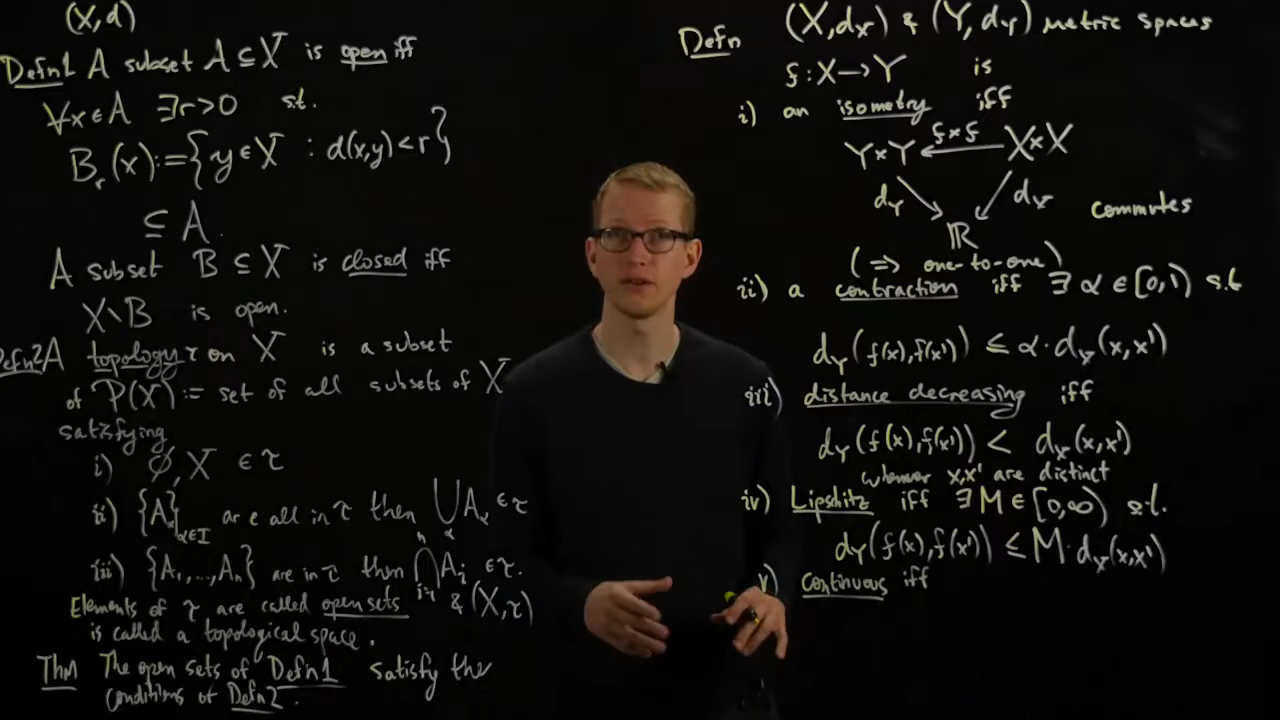 (X, d)
Defn1 A subset A ⊆ X is open iff
∀x∈A ∃r>0 s.t.
B_r(x) := { y ∈ X : d(x,y) < r }
⊆ A.
A subset B ⊆ X is closed iff
X∖B is open.
Defn2 A topology τ on X is a subset
of P(X) := set of all subsets of X
satisfying
i) ∅, X ∈ τ
ii) {A_α}_{α∈I} are all in τ then ⋃_α A_α ∈ τ
iii) {A_1, ..., A_n} are in τ then ⋂_{i=1}^n A_i ∈ τ.
Elements of τ are called open sets & (X, τ)
is called a topological space.
Thm The open sets of Defn1 satisfy the
conditions of Defn2.
Defn (X, d_X) & (Y, d_Y) metric spaces
f : X → Y is
i) an isometry iff
Y×Y ← f×f X×X
d_Y d_X commutes
ℝ
(⇒ one-to-one)
ii) a contraction iff ∃ α ∈ [0,1) s.t
d_Y(f(x), f(x')) ≤ α · d_X(x, x')
iii) distance decreasing iff
d_Y(f(x), f(x')) < d_X(x, x')
whenever x, x' are distinct
iv) Lipschitz iff ∃ M ∈ [0,∞) s.t.
d_Y(f(x), f(x')) ≤ M · d_X(x, x')
v) continuous iff